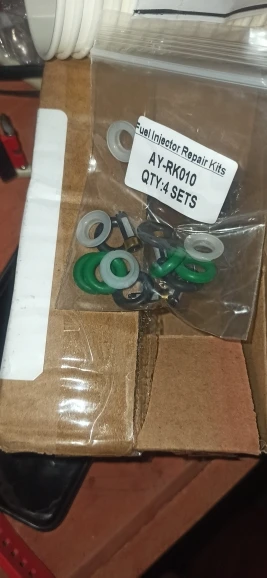 Fuel Injector Repair Kits
AY-RK010
QTY:4 SETS